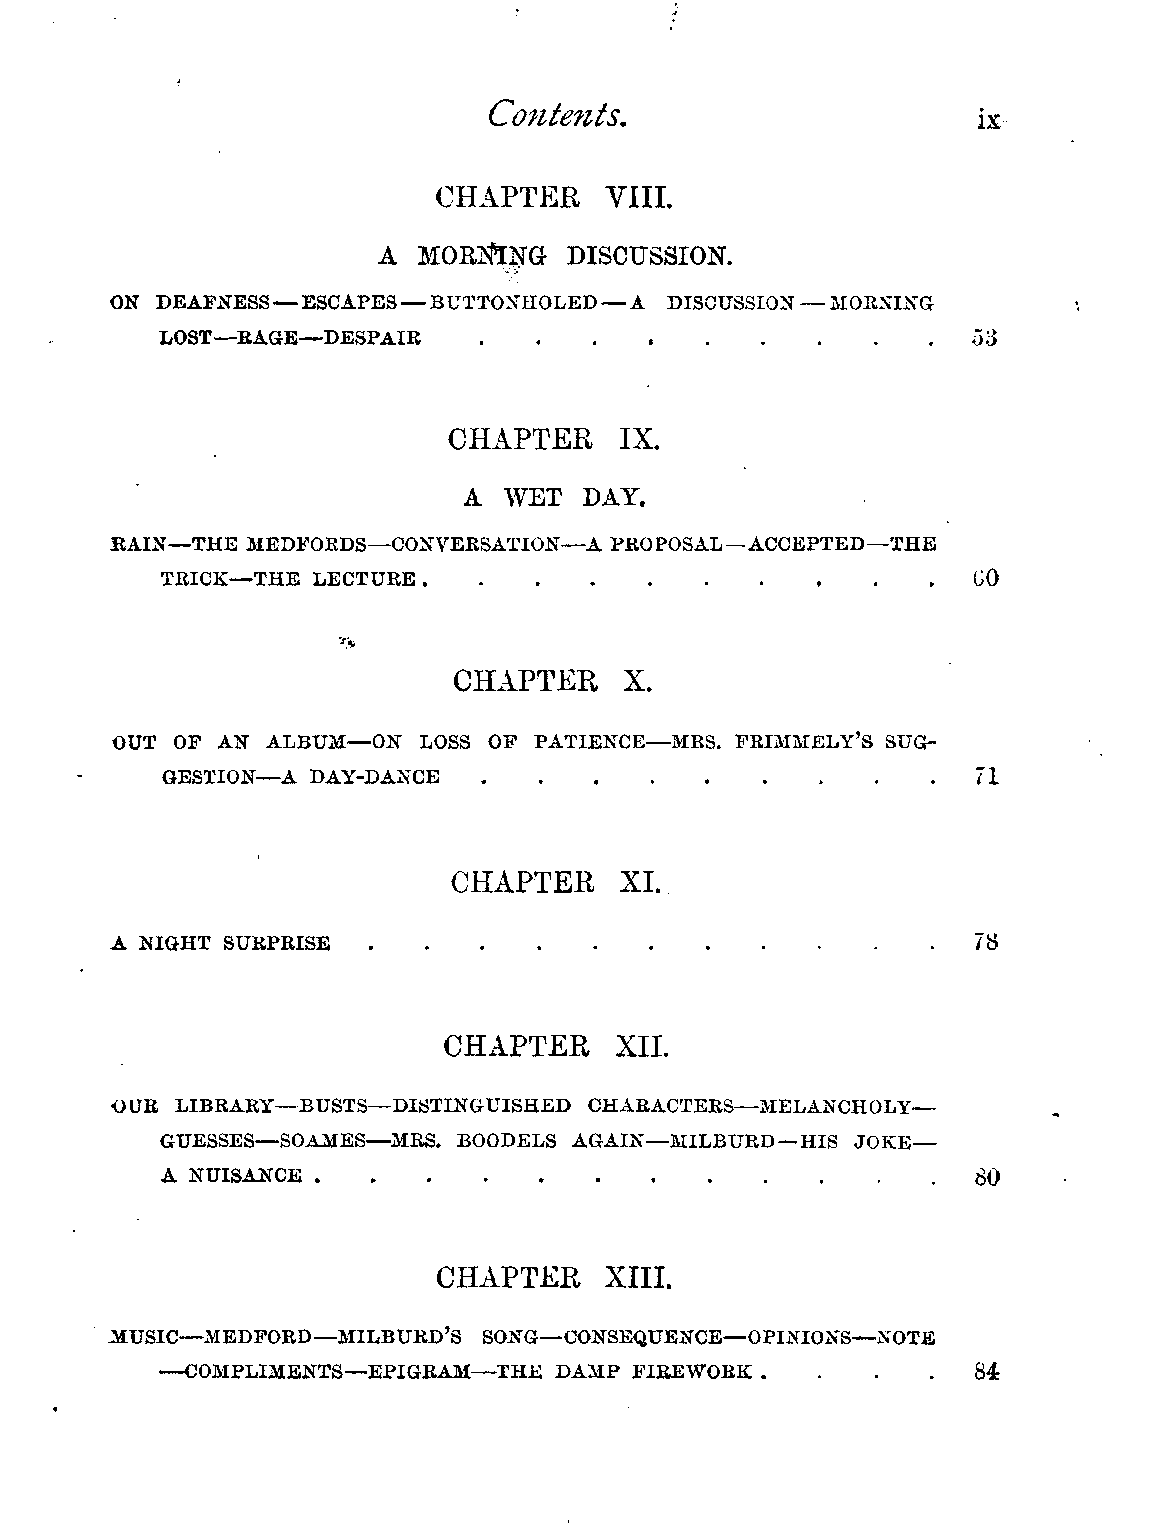 Contents. ix
CHAPTER VIII.
A MORNING DISCUSSION.
ON DEAFNESS—ESCAPES—BUTTONHOLED—A DISCUSSION—MORNING
LOST—RAGE—DESPAIR . . . . . . . . . 53
CHAPTER IX.
A WET DAY.
RAIN—THE MEDFORDS—CONVERSATION—A PROPOSAL—ACCEPTED—THE
TRICK—THE LECTURE . . . . . . . . . . 60
CHAPTER X.
OUT OF AN ALBUM—ON LOSS OF PATIENCE—MRS. FRIMMELY'S SUG-
GESTION—A DAY-DANCE . . . . . . . . . 71
CHAPTER XI.
A NIGHT SURPRISE . . . . . . . . . . . 78
CHAPTER XII.
OUR LIBRARY—BUSTS—DISTINGUISHED CHARACTERS—MELANCHOLY—
GUESSES—SOAMES—MRS. BOODELS AGAIN—MILBURD—HIS JOKE—
A NUISANCE . . . . . . . . . . . . 80
CHAPTER XIII.
MUSIC—MEDFORD—MILBURD'S SONG—CONSEQUENCE—OPINIONS—NOTE
—COMPLIMENTS—EPIGRAM—THE DAMP FIREWORK . . . . 84